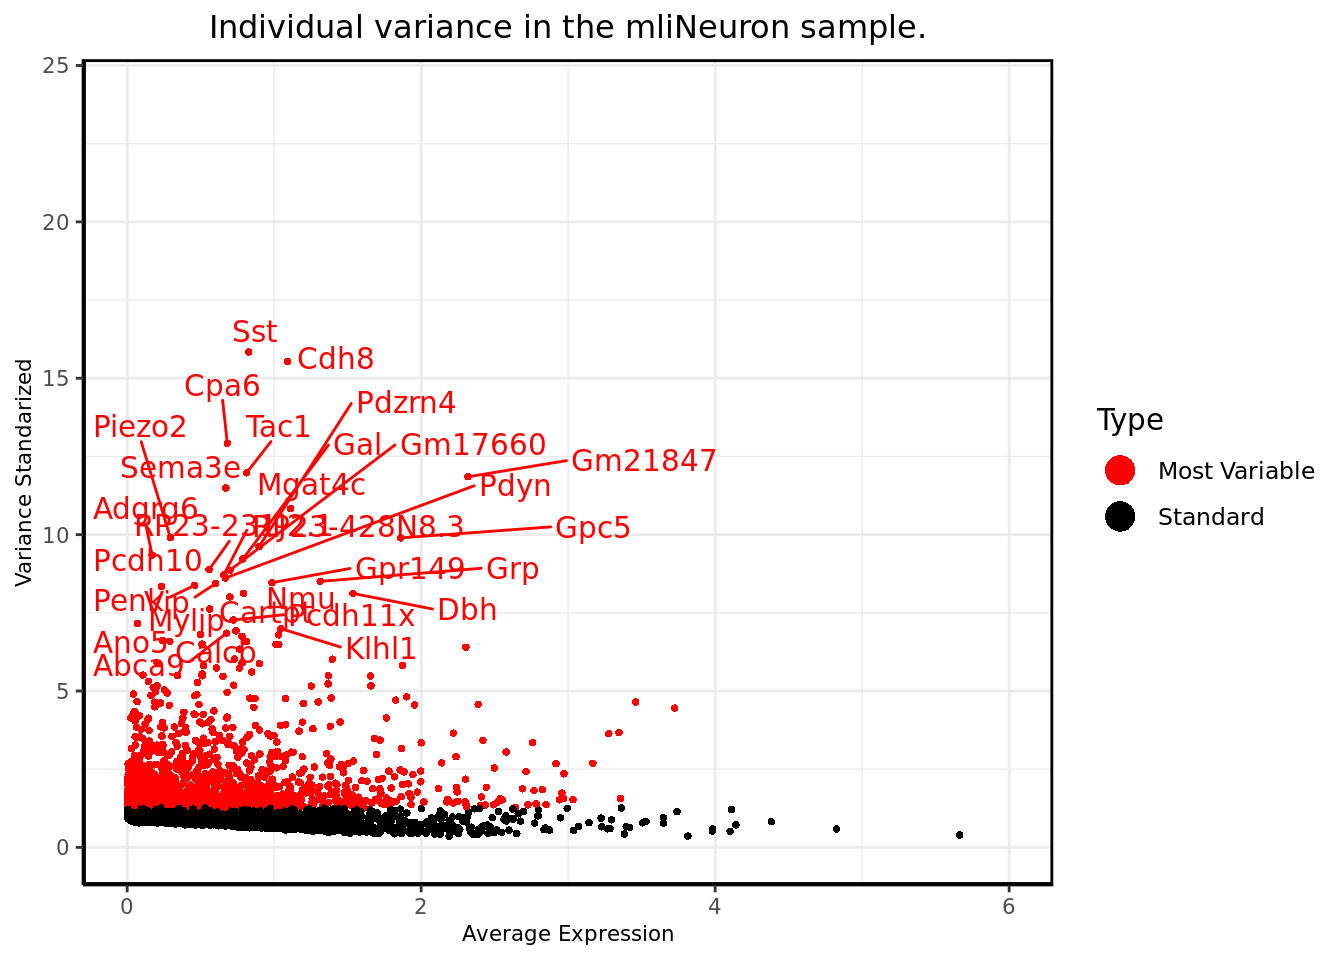 Individual variance in the mliNeuron sample.
25
20
15
10
5
0
Variance Standarized
Sst
Cdh8
Cpa6
Pdzrn4
Piezo2
Tac1
Gal
Gm17660
Gm21847
Sema3e
Mgat4c
Pdyn
Adgrg6
Gpc5
Pcdh10
Gpr149
Grp
Penk
Nmu
Dbh
Cartpt
Pcdh11x
Mylip
Ano5
Calcb
Klhl1
Abca9
0
2
4
6
Average Expression
Type
Most Variable
Standard